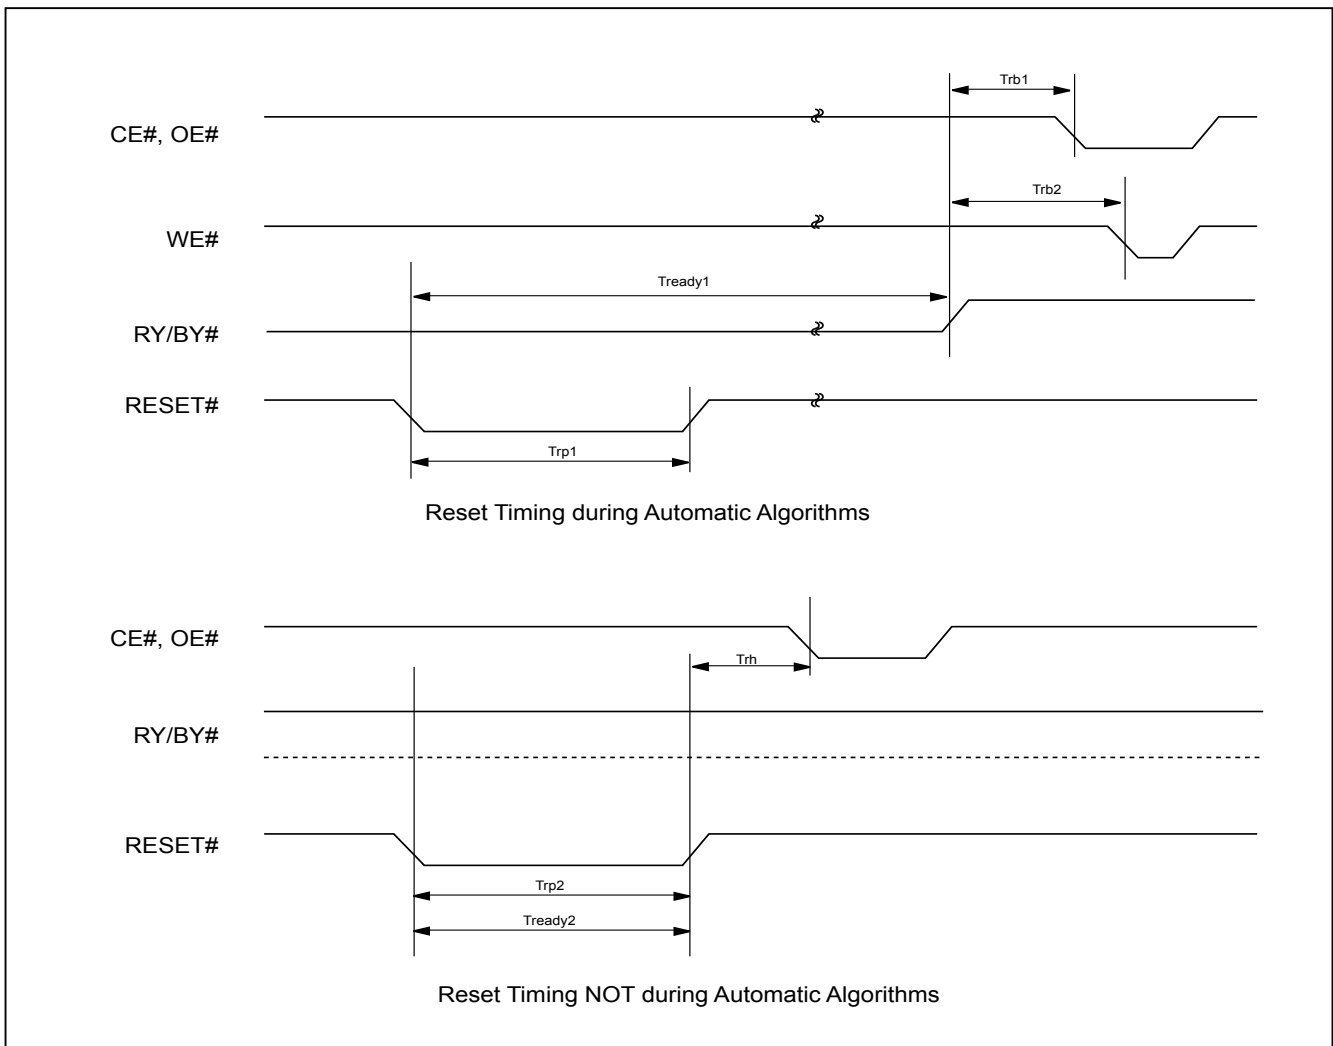 Trb1
CE#, OE#
Trb2
WE#
Tready1
RY/BY#
RESET#
Trp1
Reset Timing during Automatic Algorithms
CE#, OE#
Trh
RY/BY#
RESET#
Trp2
Tready2
Reset Timing NOT during Automatic Algorithms